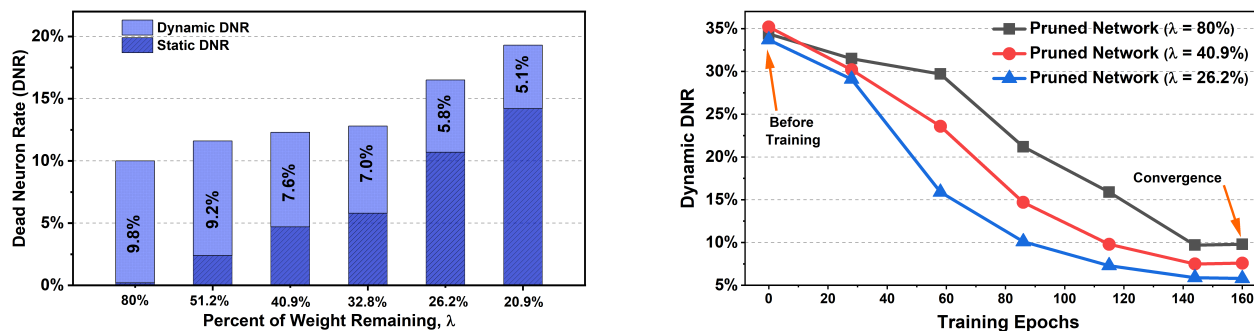 Dynamic DNR
Static DNR
20%
15%
10%
5%
0%
Dead Neuron Rate (DNR)
9.8%
9.2%
7.6%
7.0%
5.8%
5.1%
80%
51.2%
40.9%
32.8%
26.2%
20.9%
Percent of Weight Remaining, λ
35%
30%
25%
20%
15%
10%
5%
Dynamic DNR
Pruned Network (λ = 80%)
Pruned Network (λ = 40.9%)
Pruned Network (λ = 26.2%)
Before
Training
Convergence
0
20
40
60
80
100
120
140
160
Training Epochs